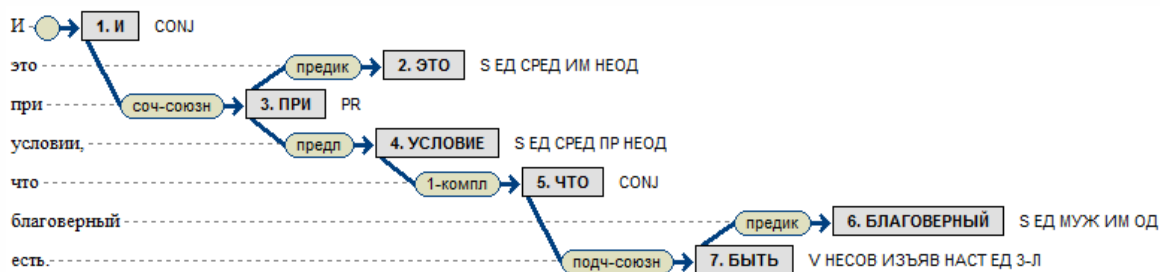 И 1. И CONJ
это предик 2. ЭТО S ЕД СРЕД ИМ НЕОД
при соч-союзн 3. ПРИ PR
условии, предл 4. УСЛОВИЕ S ЕД СРЕД ПР НЕОД
что 1-компл 5. ЧТО CONJ
благоверный предик 6. БЛАГОВЕРНЫЙ S ЕД МУЖ ИМ ОД
есть. подч-союзн 7. БЫТЬ V НЕСОВ ИЗЪЯВ НАСТ ЕД 3-Л